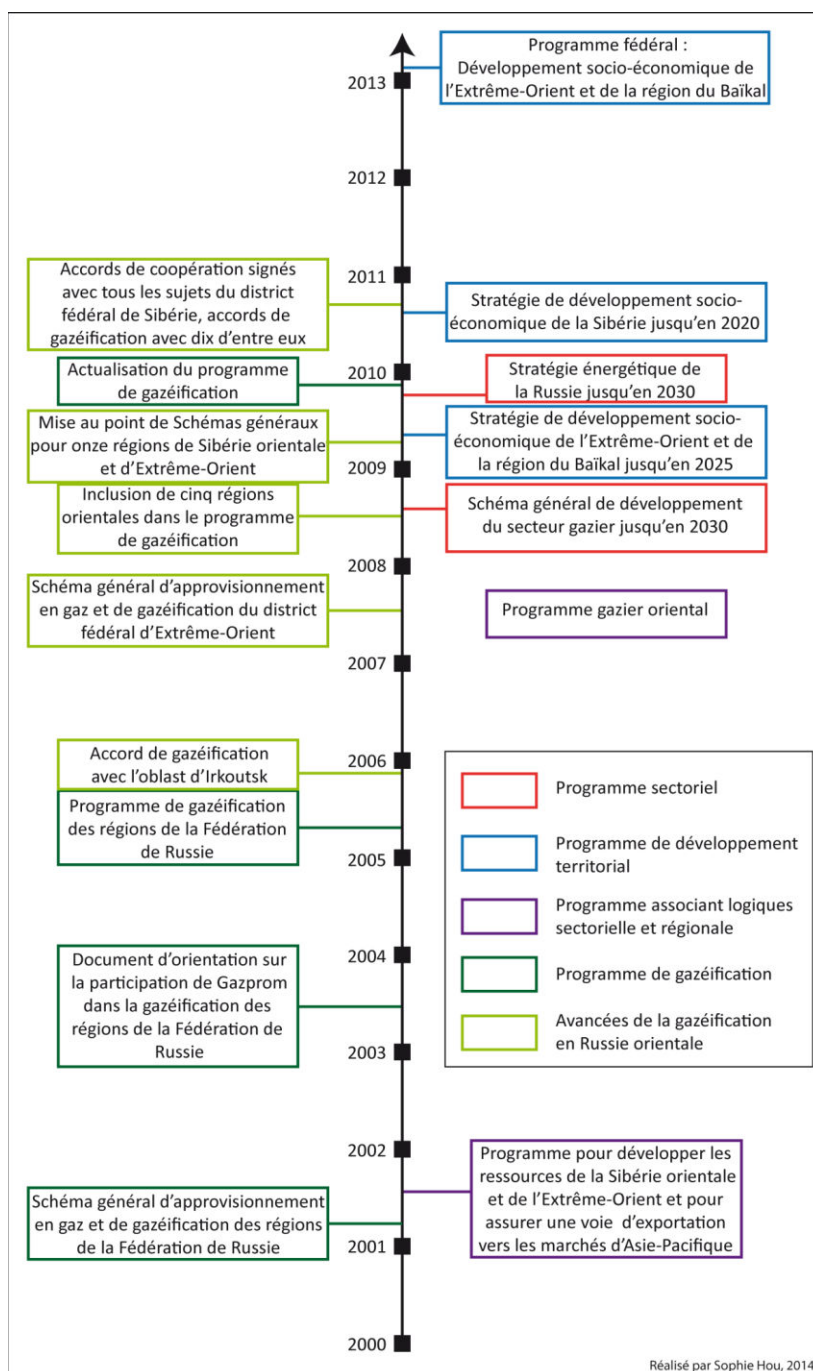 Programme fédéral :
Développement socio-économique de
l'Extrême-Orient et de la région du Baïkal
2013
2012
2011
Accords de coopération signés
avec tous les sujets du district
fédéral de Sibérie, accords de
gazéification avec dix d'entre eux
Stratégie de développement socio-
économique de la Sibérie jusqu'en 2020
2010
Actualisation du programme
de gazéification
Stratégie énergétique de
la Russie jusqu'en 2030
Mise au point de Schémas généraux
pour onze régions de Sibérie orientale
et d'Extrême-Orient
Stratégie de développement socio-
économique de l'Extrême-Orient et de
la région du Baïkal jusqu'en 2025
2009
Inclusion de cinq régions
orientales dans le programme
de gazéification
Schéma général de développement
du secteur gazier jusqu'en 2030
2008
Schéma général d'approvisionnement
en gaz et de gazéification du district
fédéral d'Extrême-Orient
Programme gazier oriental
2007
2006
Accord de gazéification
avec l'oblast d'Irkoutsk
Programme de gazéification
des régions de la Fédération
de Russie
2005
Programme sectoriel
Programme de développement
territorial
Programme associant logiques
sectorielle et régionale
Programme de gazéification
Avancées de la gazéification
en Russie orientale
2004
Document d'orientation sur
la participation de Gazprom
dans la gazéification des
régions de la Fédération de
Russie
2003
2002
Programme pour développer les
ressources de la Sibérie orientale
et de l'Extrême-Orient et pour
assurer une voie d'exportation
vers les marchés d'Asie-Pacifique
Schéma général d'approvisionnement
en gaz et de gazéification des régions
de la Fédération de Russie
2001
2000
Réalisé par Sophie Hou, 2014